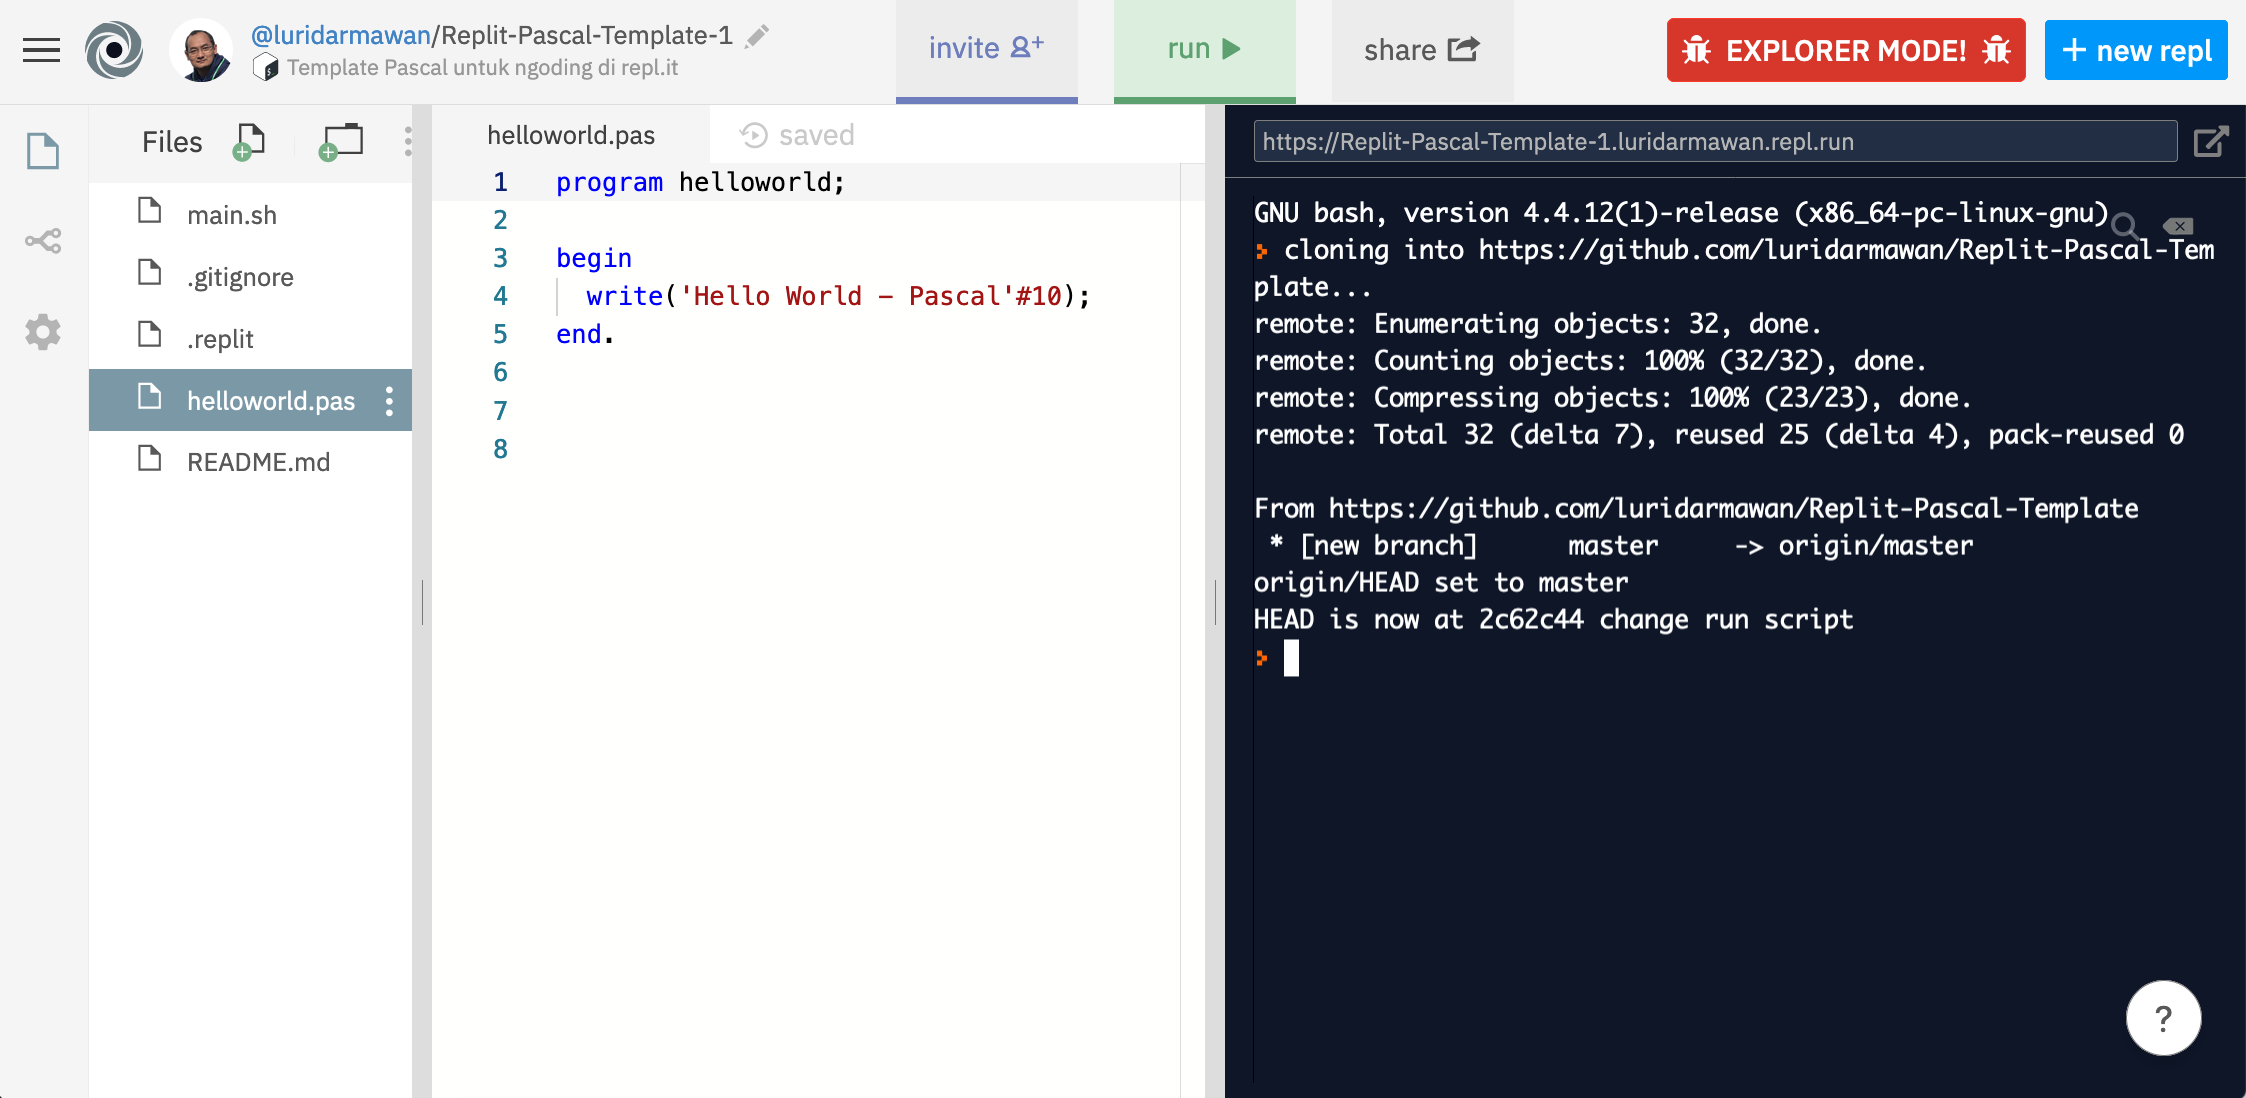 @luridarmawan/Replit-Pascal-Template-1
Template Pascal untuk ngoding di repl.it
invite
run
share
EXPLORER MODE!
+ new repl
Files
main.sh
.gitignore
.replit
helloworld.pas
README.md
helloworld.pas
saved
1 program helloworld;
2
3 begin
4 write('Hello World - Pascal'#10);
5 end.
6
7
8
https://Replit-Pascal-Template-1.luridarmawan.repl.run
GNU bash, version 4.4.12(1)-release (x86_64-pc-linux-gnu)
cloning into https://github.com/luridarmawan/Replit-Pascal-Tem
plate...
remote: Enumerating objects: 32, done.
remote: Counting objects: 100% (32/32), done.
remote: Compressing objects: 100% (23/23), done.
remote: Total 32 (delta 7), reused 25 (delta 4), pack-reused 0
From https://github.com/luridarmawan/Replit-Pascal-Template
* [new branch] master -> origin/master
origin/HEAD set to master
HEAD is now at 2c62c44 change run script
?